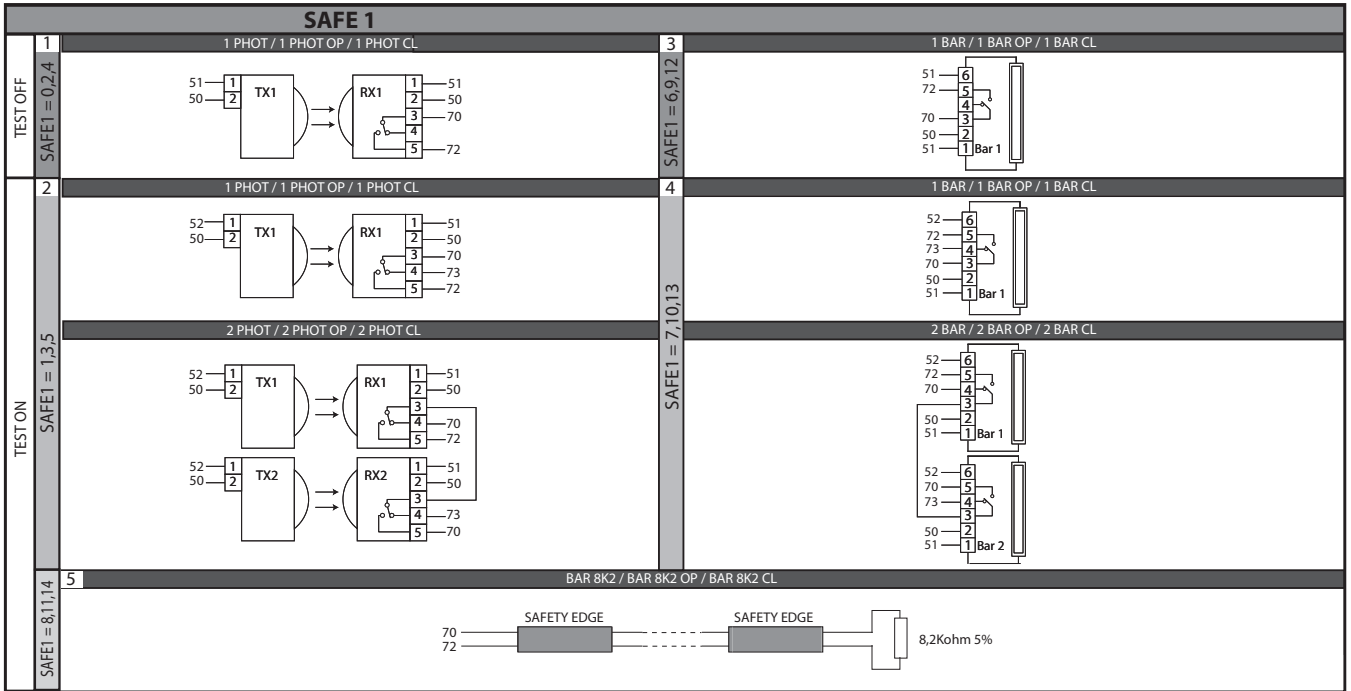 SAFE 1
TEST OFF
SAFE1 = 0,2,4
1
1 PHOT / 1 PHOT OP / 1 PHOT CL
51 1 TX1 RX1 1 51
50 2 2 50
3 70
4
5 72
3
SAFE1 = 6,9,12
1 BAR / 1 BAR OP / 1 BAR CL
51 6
72 5
4
70 3
50 2
51 1 Bar 1
TEST ON
SAFE1 = 1,3,5
2
1 PHOT / 1 PHOT OP / 1 PHOT CL
52 1 TX1 RX1 1 51
50 2 2 50
3 70
4 73
5 72
2 PHOT / 2 PHOT OP / 2 PHOT CL
52 1 TX1 RX1 1 51
50 2 2 50
3
4 70
5 72
52 1 TX2 RX2 1 51
50 2 2 50
3
4 73
5 70
4
SAFE1 = 7,10,13
1 BAR / 1 BAR OP / 1 BAR CL
52 6
72 5
73 4
70 3
50 2
51 1 Bar 1
2 BAR / 2 BAR OP / 2 BAR CL
52 6
72 5
70 4
3
50 2
51 1 Bar 1
52 6
70 5
73 4
3
50 2
51 1 Bar 2
SAFE1 = 8,11,14
5
BAR 8K2 / BAR 8K2 OP / BAR 8K2 CL
SAFETY EDGE SAFETY EDGE
70
72
8,2Kohm 5%